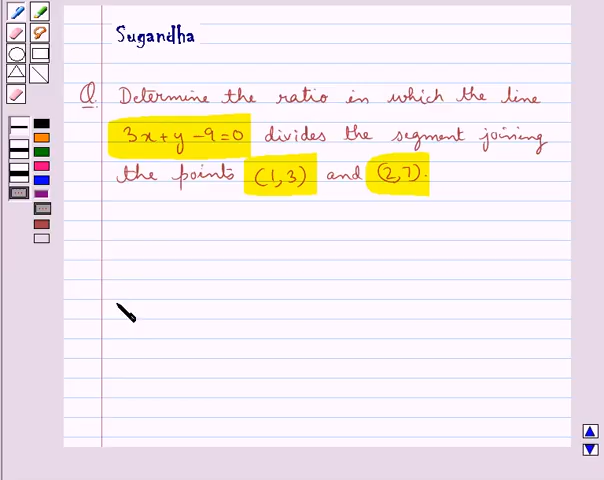 Sugandha
Q. Determine the ratio in which the line
3x+y-9=0 divides the segment joining
the points (1,3) and (2,7).